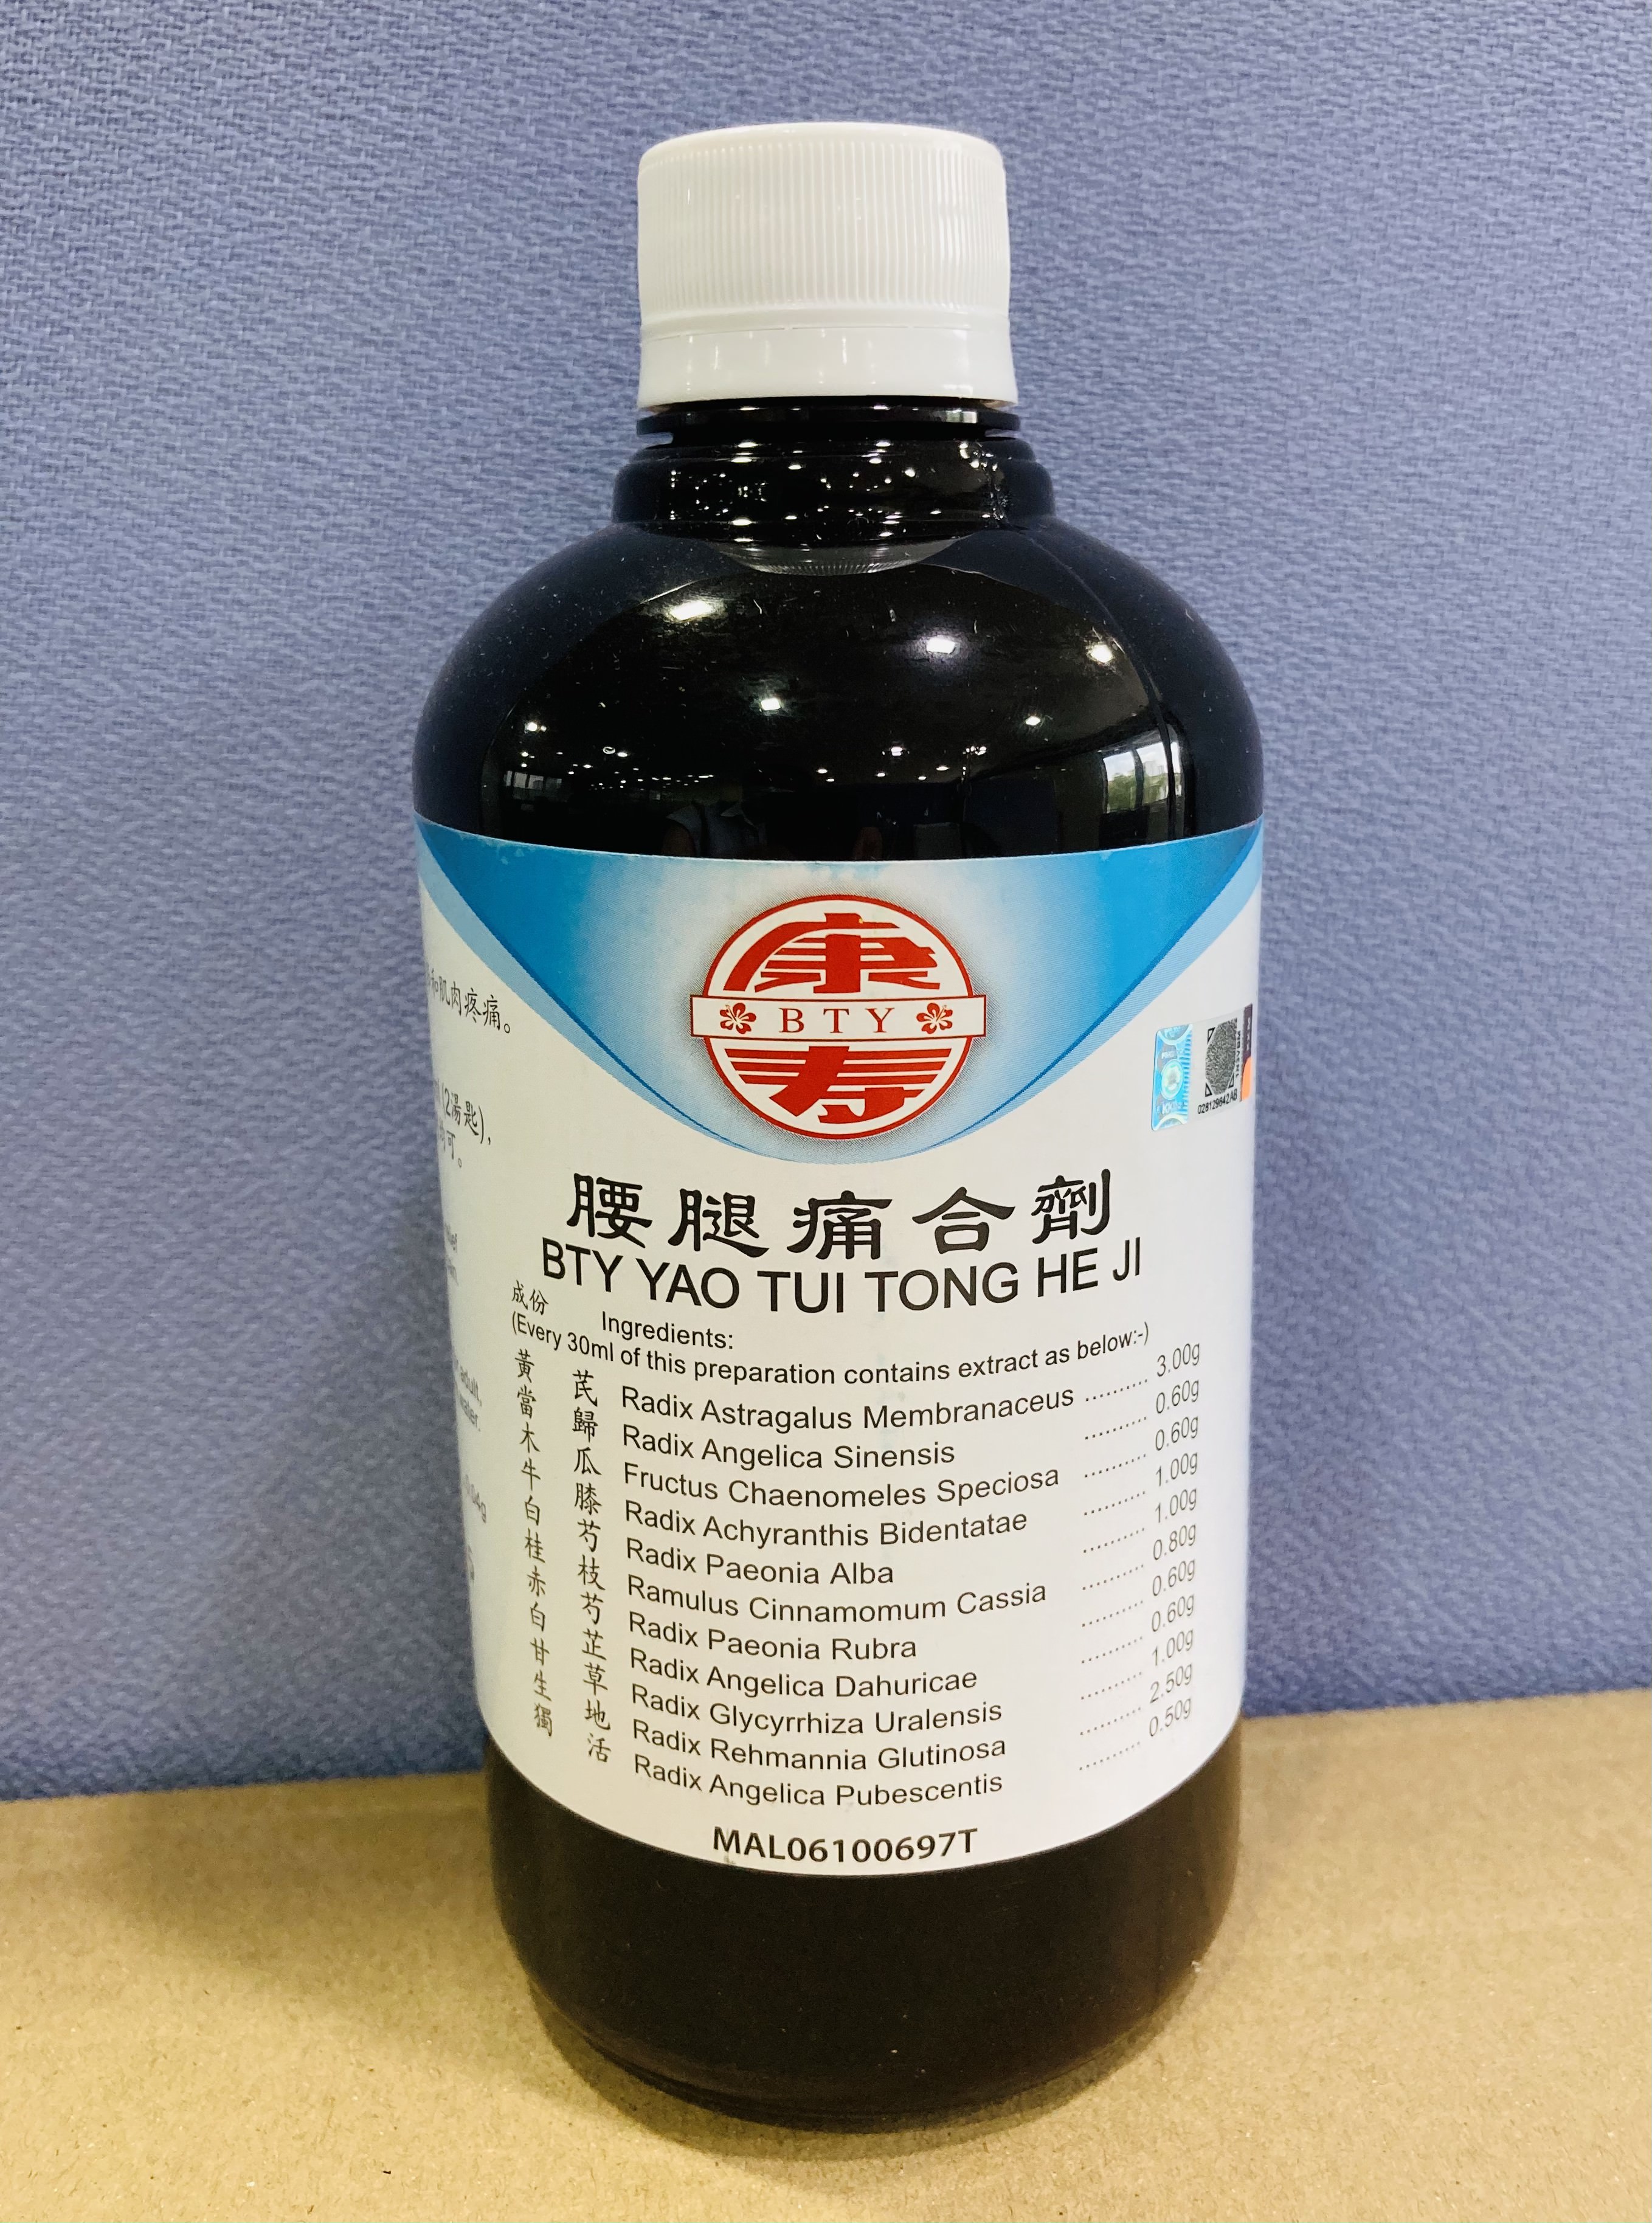 康
BTY
寿
和肌肉疼痛。
(2湯匙),
可。
adult,
water.
腰腿痛合劑
BTY YAO TUI TONG HE JI
成份 Ingredients:
(Every 30ml of this preparation contains extract as below:-)
黃芪 Radix Astragalus Membranaceus .......... 3.00g
當歸 Radix Angelica Sinensis .......... 0.60g
木瓜 Fructus Chaenomeles Speciosa .......... 0.60g
牛膝 Radix Achyranthis Bidentatae .......... 1.00g
白芍 Radix Paeonia Alba .......... 1.00g
桂枝 Ramulus Cinnamomum Cassia .......... 0.80g
赤芍 Radix Paeonia Rubra .......... 0.60g
白芷 Radix Angelica Dahuricae .......... 0.60g
甘草 Radix Glycyrrhiza Uralensis .......... 1.00g
生地 Radix Rehmannia Glutinosa .......... 2.50g
獨活 Radix Angelica Pubescentis .......... 0.50g
MAL06100697T